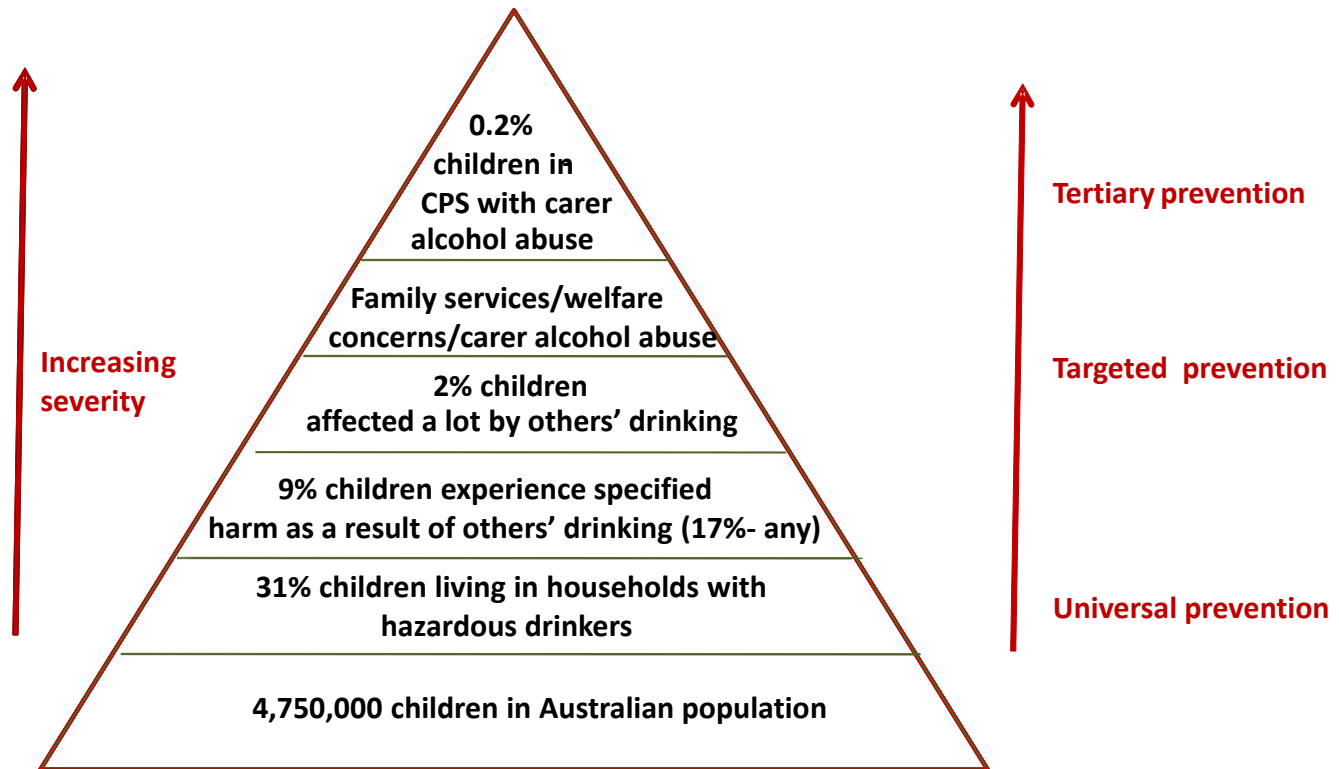 0.2%
children in
CPS with carer
alcohol abuse
Tertiary prevention
Family services/welfare
concerns/carer alcohol abuse
Increasing
severity
Targeted prevention
2% children
affected a lot by others’ drinking
9% children experience specified
harm as a result of others’ drinking (17%- any)
31% children living in households with
hazardous drinkers
Universal prevention
4,750,000 children in Australian population